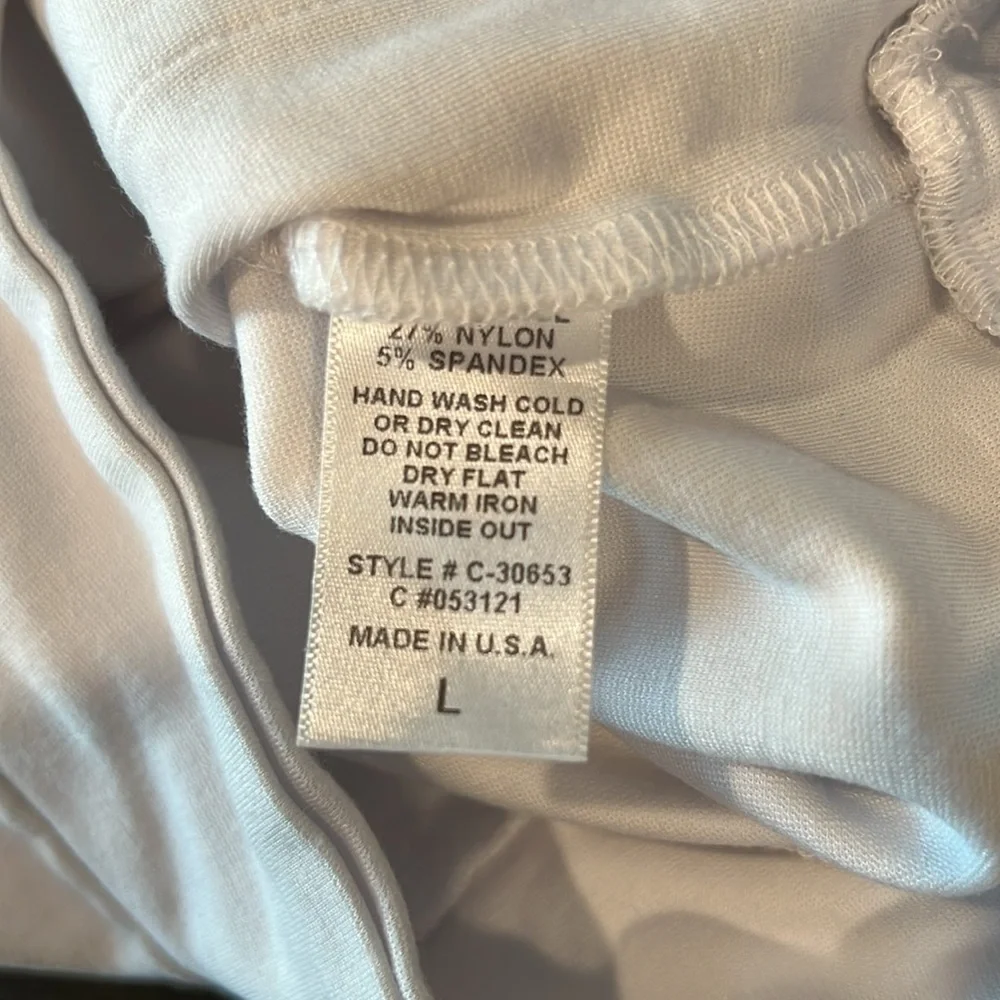 27% NYLON
5% SPANDEX
HAND WASH COLD
OR DRY CLEAN
DO NOT BLEACH
DRY FLAT
WARM IRON
INSIDE OUT
STYLE # C-30653
C #053121
MADE IN U.S.A.
L